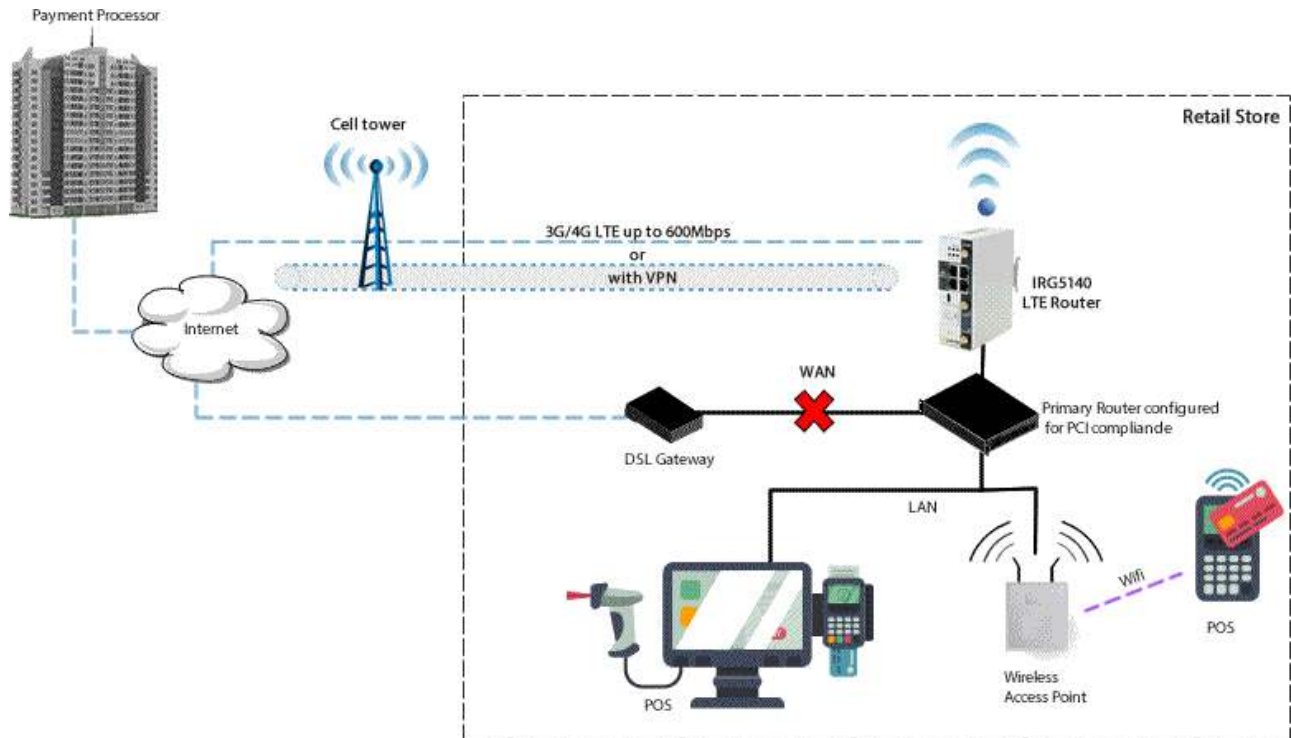 Payment Processor
Retail Store
Cell tower
3G/4G LTE up to 600Mbps
or
with VPN
IRG5140
LTE Router
Internet
WAN
Primary Router configured
for PCI compliande
DSL Gateway
LAN
Wifi
POS
Wireless
Access Point
POS